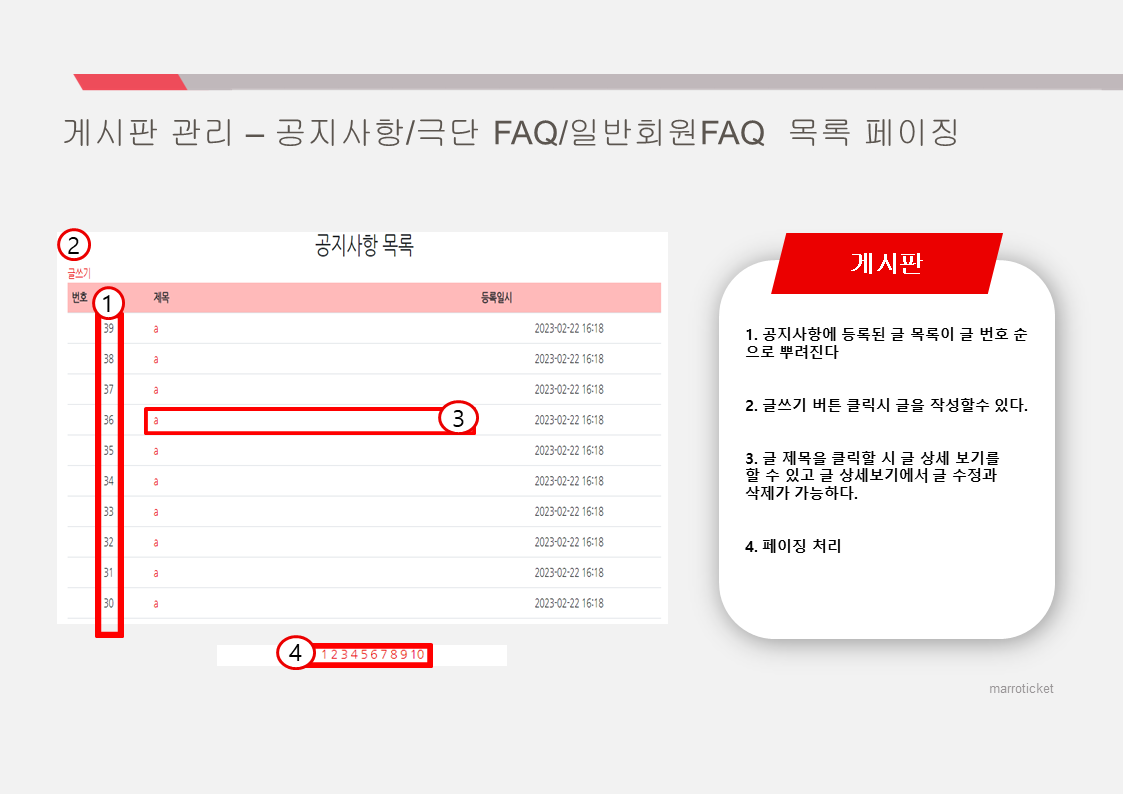 게시판 관리 – 공지사항/극단 FAQ/일반회원FAQ 목록 페이징
2
공지사항 목록
글쓰기
번호 1 제목 등록일시
39 a 2023-02-22 16:18
38 a 2023-02-22 16:18
37 a 2023-02-22 16:18
36 a 3 2023-02-22 16:18
35 a 2023-02-22 16:18
34 a 2023-02-22 16:18
33 a 2023-02-22 16:18
32 a 2023-02-22 16:18
31 a 2023-02-22 16:18
30 a 2023-02-22 16:18
4 1 2 3 4 5 6 7 8 9 10
게시판
1. 공지사항에 등록된 글 목록이 글 번호 순
으로 뿌려진다
2. 글쓰기 버튼 클릭시 글을 작성할수 있다.
3. 글 제목을 클릭할 시 글 상세 보기를
할 수 있고 글 상세보기에서 글 수정과
삭제가 가능하다.
4. 페이징 처리
marroticket